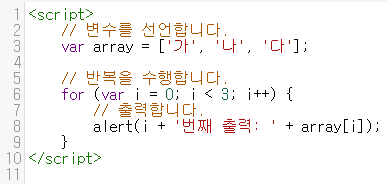 1 <script>
2     // 변수를 선언합니다.
3     var array = ['가', '나', '다'];
4
5     // 반복을 수행합니다.
6     for (var i = 0; i < 3; i++) {
7         // 출력합니다.
8         alert(i + '번째 출력: ' + array[i]);
9     }
10 </script>
11